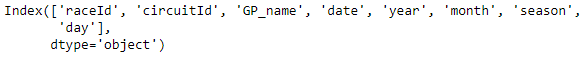 Index(['raceId', 'circuitId', 'GP_name', 'date', 'year', 'month', 'season',
'day'],
dtype='object')